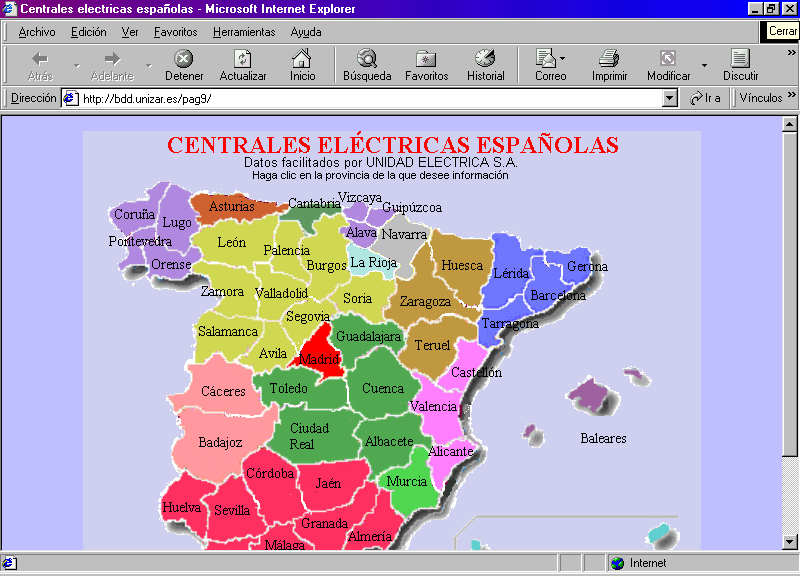 Centrales electricas españolas - Microsoft Internet Explorer
Archivo Edición Ver Favoritos Herramientas Ayuda
Cerrar
Atrás Adelante Detener Actualizar Inicio Búsqueda Favoritos Historial Correo Imprimir Modificar Discutir
Dirección http://bdd.unizar.es/pag9/ Ir a Vínculos
CENTRALES ELÉCTRICAS ESPAÑOLAS
Datos facilitados por UNIDAD ELECTRICA S.A.
Haga clic en la provincia de la que desee información
Vizcaya
Asturias Cantabria Guipúzcoa
Coruña Lugo
Alava Navarra
Pontevedra León Palencia
Orense Burgos La Rioja Huesca Lérida Gerona
Zamora Valladolid Soria Zaragoza Barcelona
Segovia Tarragona
Salamanca Guadalajara
Avila Madrid Teruel
Castellón
Cáceres Toledo Cuenca
Valencia
Ciudad
Real
Badajoz Albacete Baleares
Alicante
Córdoba Jaén Murcia
Huelva Sevilla
Granada
Almería
Málaga
Internet